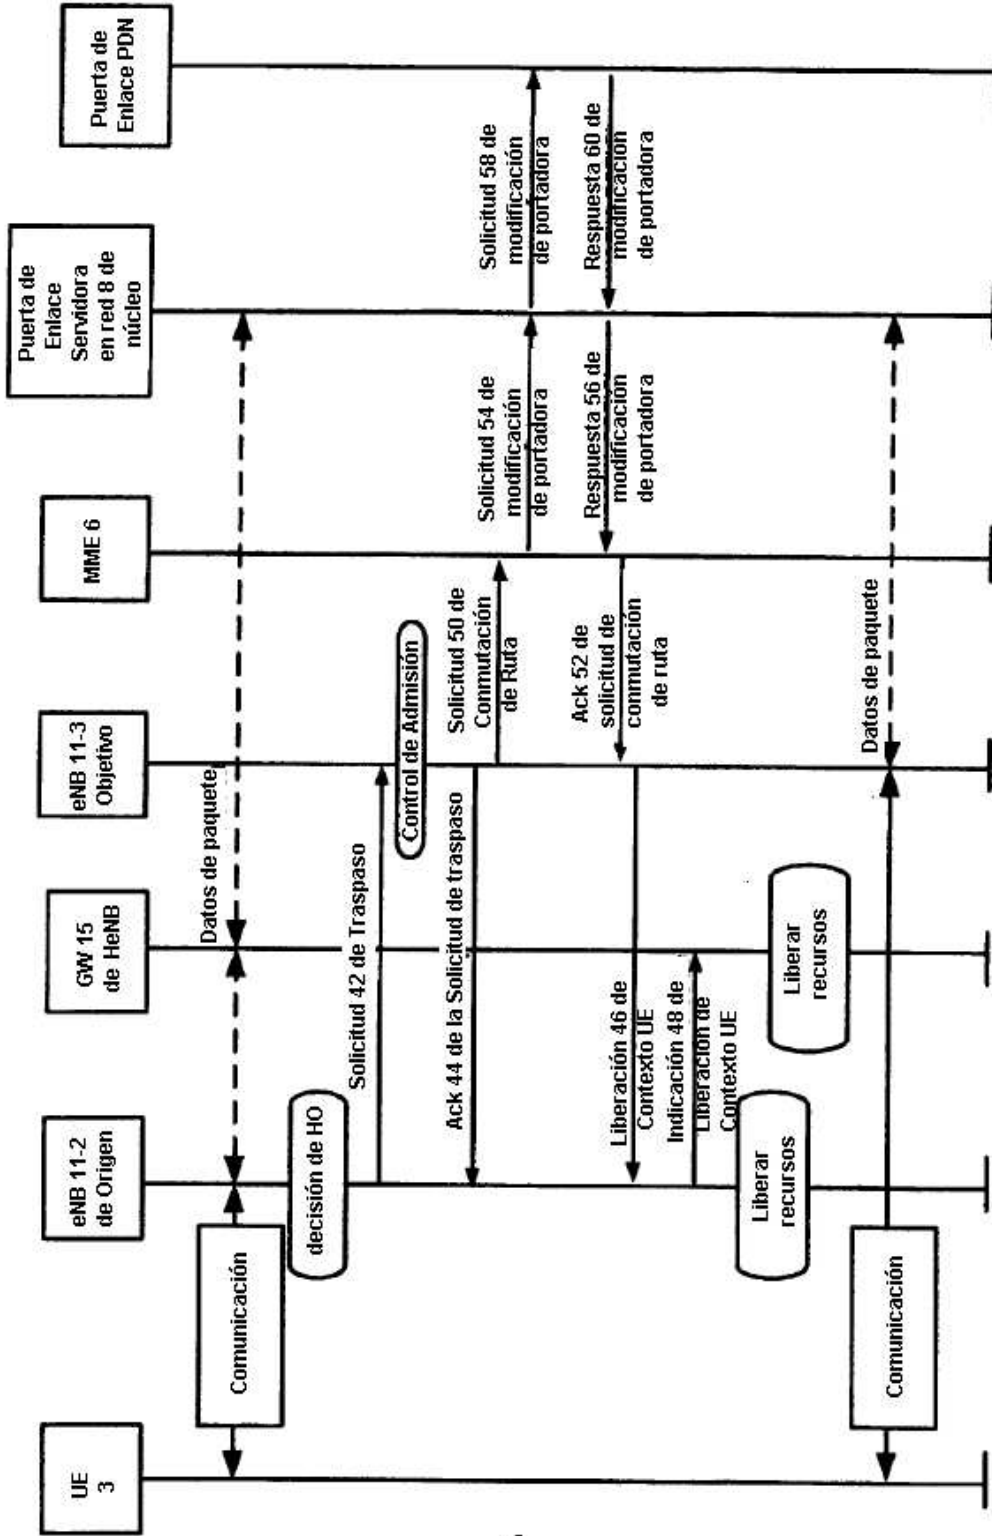 UE
3
eNB 11-2
de Origen
GW 15
de HeNB
eNB 11-3
Objetivo
MME 6
Puerta de
Enlace
Servidora
en red 8 de
núcleo
Puerta de
Enlace PDN
Comunicación
Datos de paquete
decisión de HO
Solicitud 42 de Traspaso
Control de Admisión
Ack 44 de la Solicitud de traspaso
Solicitud 50 de
Conmutación
de Ruta
Solicitud 54 de
modificación
de portadora
Solicitud 58 de
modificación
de portadora
Respuesta 60 de
modificacion
de portadora
Respuesta 56 de
modificación
de portadora
Ack 52 de
solicitud de
conmutación
de ruta
Liberación 46 de
Contexto UE
Indicación 48 de
Liberación de
Contexto UE
Liberar
recursos
Liberar
recursos
Comunicación
Datos de paquete